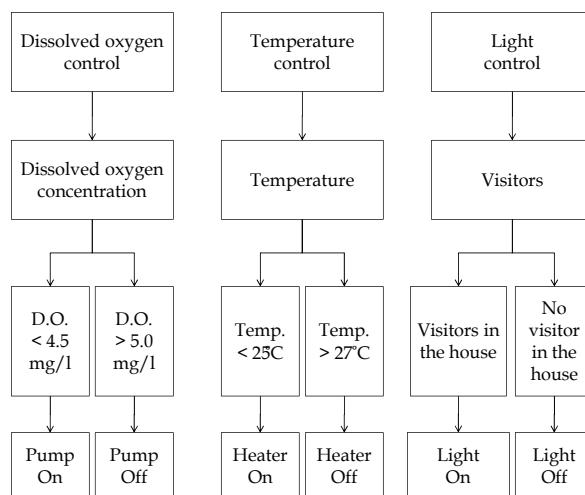 Dissolved oxygen
control
Temperature
control
Light
control
Dissolved oxygen
concentration
Temperature
Visitors
D.O.
< 4.5
mg/l
D.O.
> 5.0
mg/l
Temp.
< 25°C
Temp.
> 27°C
Visitors in
the house
No
visitor
in the
house
Pump
On
Pump
Off
Heater
On
Heater
Off
Light
On
Light
Off